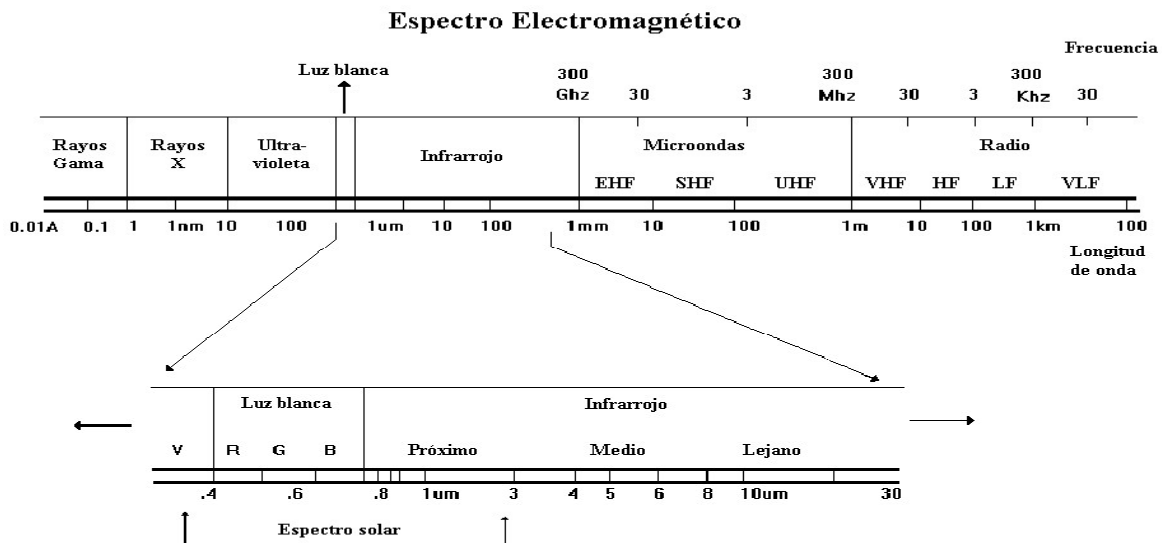 Espectro Electromagnético
Frecuencia
Luz blanca
300 300 300
Ghz 30 3 Mhz 30 3 Khz 30
Rayos Rayos Ultra-
Gama X violeta Infrarrojo Microondas Radio
EHF SHF UHF VHF HF LF VLF
0.01A 0.1 1 1nm 10 100 1um 10 100 1mm 10 100 1m 10 100 1km 100
Longitud
de onda
Luz blanca Infrarrojo
V R G B Próximo Medio Lejano
.4 .6 .8 1um 3 4 5 6 8 10um 30
Espectro solar